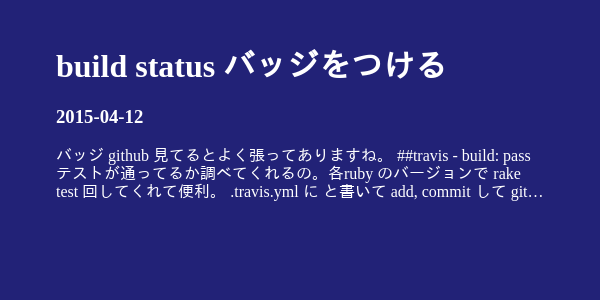 build status バッジをつける
2015-04-12
バッジ github 見てるとよく張ってありますね。 ##travis - build: pass
テストが通ってるか調べてくれるの。各ruby のバージョンで rake
test 回してくれて便利。 .travis.yml に と書いて add, commit して git…